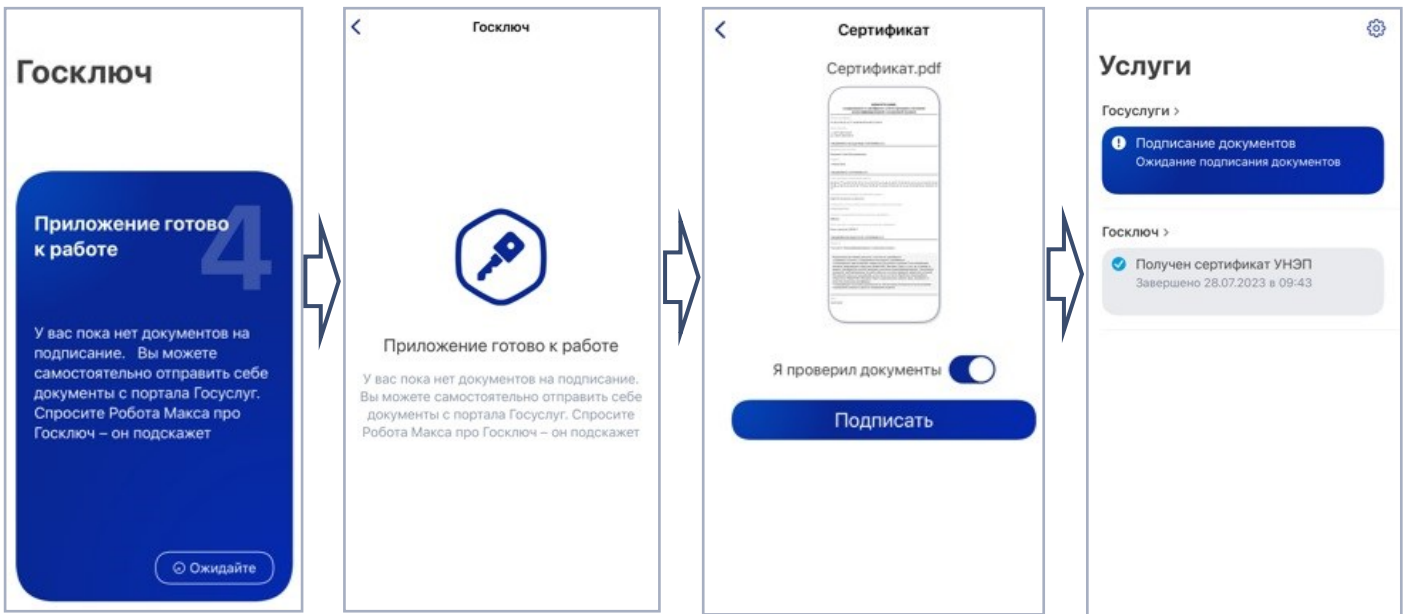 Госключ
Приложение готово
к работе
4
У вас пока нет документов на
подписание. Вы можете
самостоятельно отправить себе
документы с портала Госуслуг.
Спросите Робота Макса про
Госключ – он подскажет
Ожидайте
Госключ
Приложение готово к работе
У вас пока нет документов на подписание.
Вы можете самостоятельно отправить себе
документы с портала Госуслуг. Спросите
Робота Макса про Госключ – он подскажет
Сертификат
Сертификат.pdf
Я проверил документы
Подписать
Услуги
Госуслуги >
Подписание документов
Ожидание подписания документов
Госключ >
Получен сертификат УНЭП
Завершено 28.07.2023 в 09:43